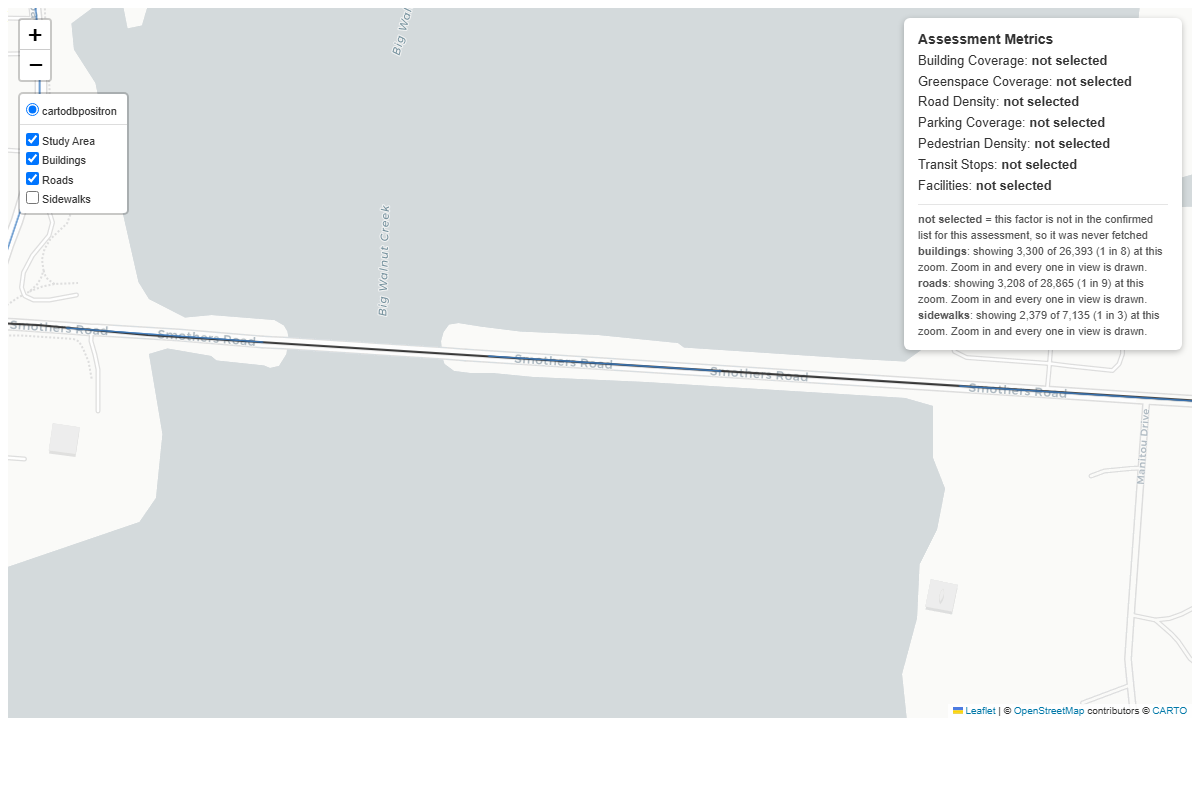 Big Wal
+
−
cartodbpositron
Study Area
Buildings
Roads
Sidewalks
Assessment Metrics
Building Coverage: not selected
Greenspace Coverage: not selected
Road Density: not selected
Parking Coverage: not selected
Pedestrian Density: not selected
Transit Stops: not selected
Facilities: not selected
not selected = this factor is not in the confirmed
list for this assessment, so it was never fetched
buildings: showing 3,300 of 26,393 (1 in 8) at this
zoom. Zoom in and every one in view is drawn.
roads: showing 3,208 of 28,865 (1 in 9) at this
zoom. Zoom in and every one in view is drawn.
sidewalks: showing 2,379 of 7,135 (1 in 3) at this
zoom. Zoom in and every one in view is drawn.
Big Walnut Creek
Smothers Road
Smothers Road
Smothers Road
Smothers Road
Smothers Road
Manitou Drive
Leaflet | © OpenStreetMap contributors © CARTO